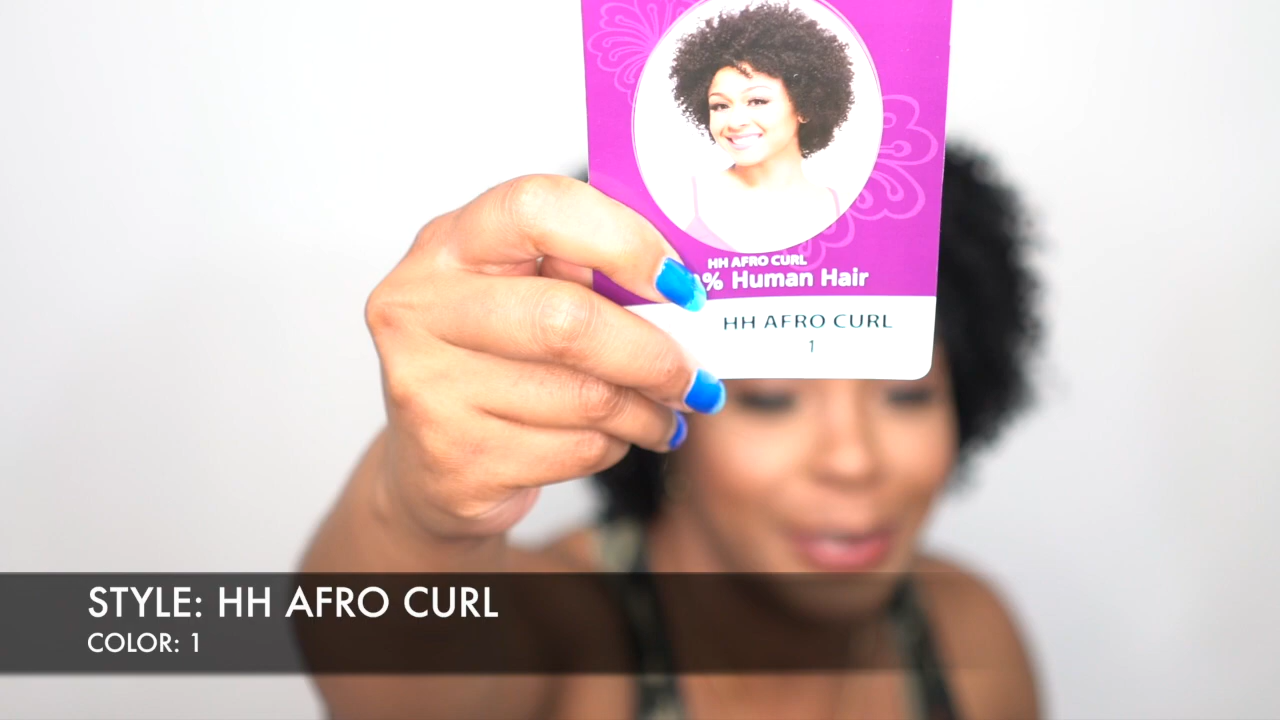 HH AFRO CURL
% Human Hair
HH AFRO CURL
1
STYLE: HH AFRO CURL
COLOR: 1